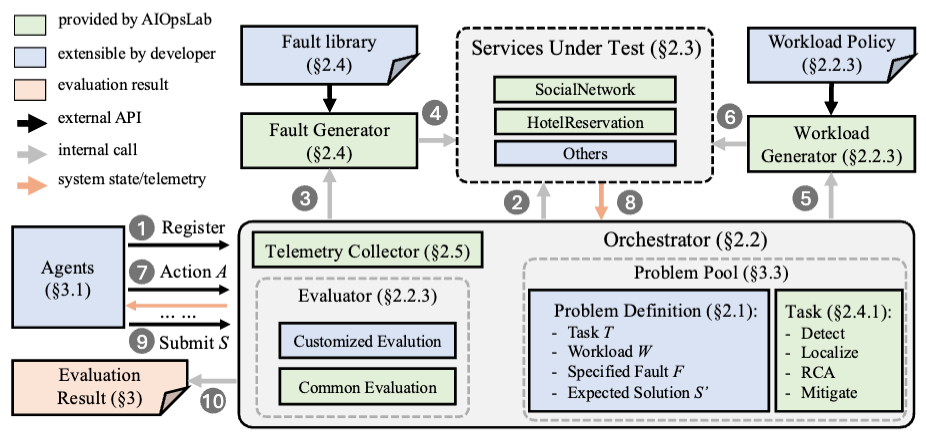 provided by AIOpsLab
extensible by developer
evaluation result
external API
internal call
system state/telemetry
Fault library
(§2.4)
Fault Generator
(§2.4)
Services Under Test (§2.3)
SocialNetwork
HotelReservation
Others
Workload Policy
(§2.2.3)
Workload
Generator (§2.2.3)
4
6
3
2
8
5
Agents
(§3.1)
1 Register
7 Action A
... ...
9 Submit S
Evaluation
Result (§3)
10
Orchestrator (§2.2)
Telemetry Collector (§2.5)
Evaluator (§2.2.3)
Customized Evalution
Common Evaluation
Problem Pool (§3.3)
Problem Definition (§2.1):
- Task T
- Workload W
- Specified Fault F
- Expected Solution S’
Task (§2.4.1):
- Detect
- Localize
- RCA
- Mitigate